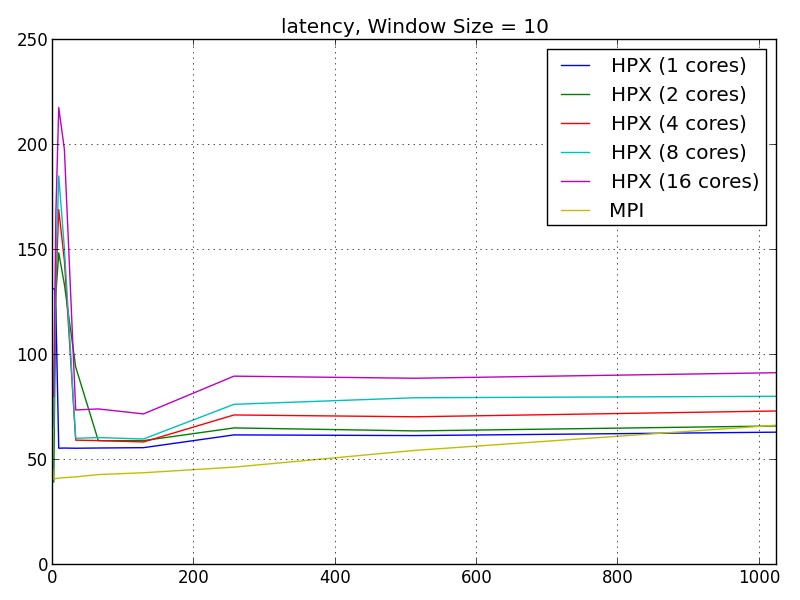 latency, Window Size = 10
250
200
150
100
50
0
0 200 400 600 800 1000
HPX (1 cores)
HPX (2 cores)
HPX (4 cores)
HPX (8 cores)
HPX (16 cores)
MPI